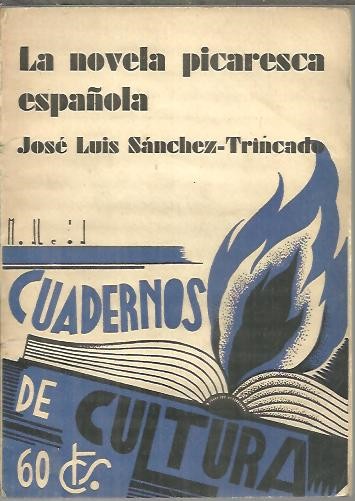 La novela picaresca
española
José Luis Sánchez-Trincado
CUADERNOS
DE CULTURA
60 cts.